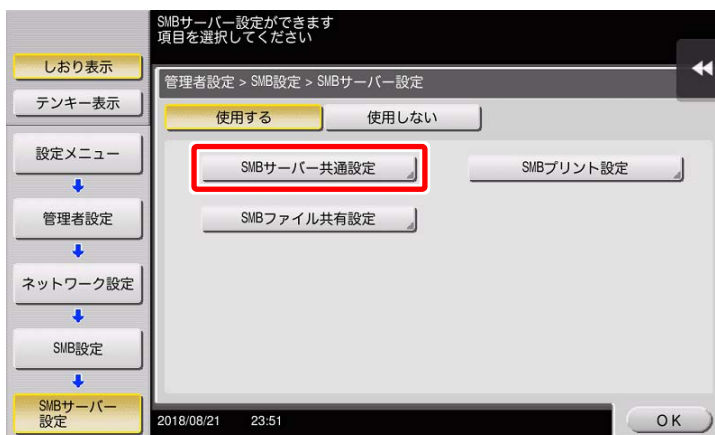 SMBサーバー設定ができます
項目を選択してください
しおり表示
テンキー表示
設定メニュー
管理者設定
ネットワーク設定
SMB設定
SMBサーバー
設定
管理者設定 > SMB設定 > SMBサーバー設定
使用する
使用しない
SMBサーバー共通設定
SMBプリント設定
SMBファイル共有設定
2018/08/21 23:51
OK